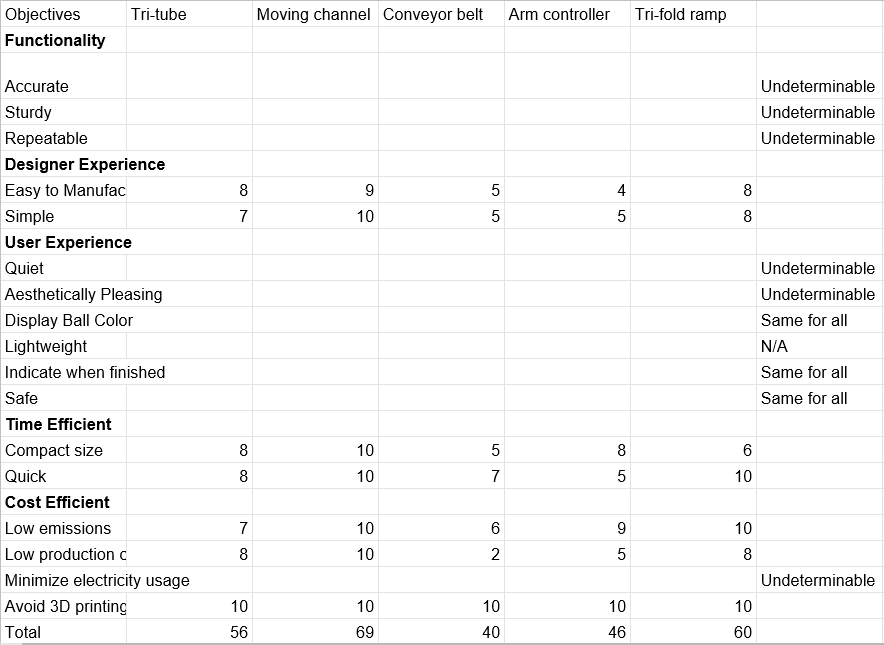 Objectives Tri-tube Moving channel Conveyor belt Arm controller Tri-fold ramp
Functionality
Accurate Undeterminable
Sturdy Undeterminable
Repeatable Undeterminable
Designer Experience
Easy to Manufac 8 9 5 4 8
Simple 7 10 5 5 8
User Experience
Quiet Undeterminable
Aesthetically Pleasing Undeterminable
Display Ball Color Same for all
Lightweight N/A
Indicate when finished Same for all
Safe Same for all
Time Efficient
Compact size 8 10 5 8 6
Quick 8 10 7 5 10
Cost Efficient
Low emissions 7 10 6 9 10
Low production c 8 10 2 5 8
Minimize electricity usage Undeterminable
Avoid 3D printing 10 10 10 10 10
Total 56 69 40 46 60